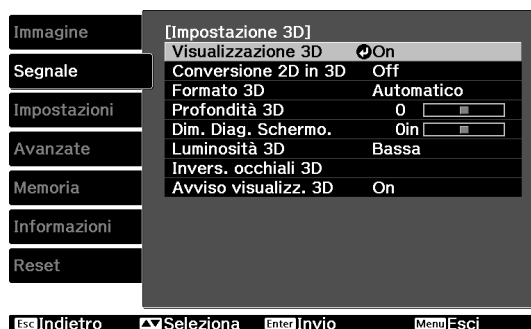 Immagine
Segnale
Impostazioni
Avanzate
Memoria
Informazioni
Reset
[Impostazione 3D]
Visualizzazione 3D On
Conversione 2D in 3D Off
Formato 3D Automatico
Profondità 3D 0
Dim. Diag. Schermo. 0in
Luminosità 3D Bassa
Invers. occhiali 3D
Avviso visualizz. 3D On
Esc Indietro Seleziona Enter Invio Menu Esci